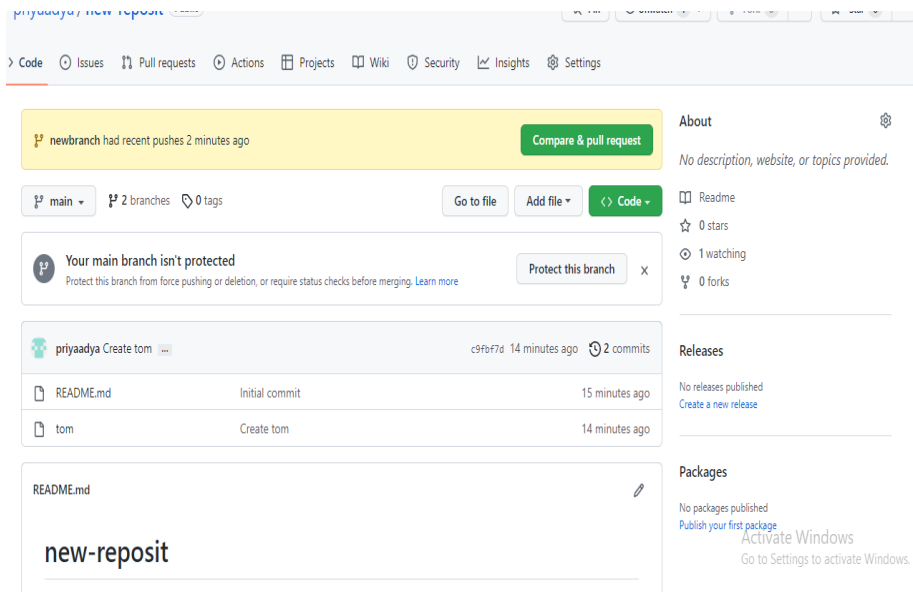 priyaadya / new-reposit Public
Code Issues Pull requests Actions Projects Wiki Security Insights Settings
newbranch had recent pushes 2 minutes ago Compare & pull request
main 2 branches 0 tags Go to file Add file Code
Your main branch isn't protected
Protect this branch from force pushing or deletion, or require status checks before merging. Learn more
Protect this branch x
priyaadya Create tom ... c9fbf7d 14 minutes ago 2 commits
README.md Initial commit 15 minutes ago
tom Create tom 14 minutes ago
README.md
new-reposit
About
No description, website, or topics provided.
Readme
0 stars
1 watching
0 forks
Releases
No releases published
Create a new release
Packages
No packages published
Publish your first package
Activate Windows
Go to Settings to activate Windows.